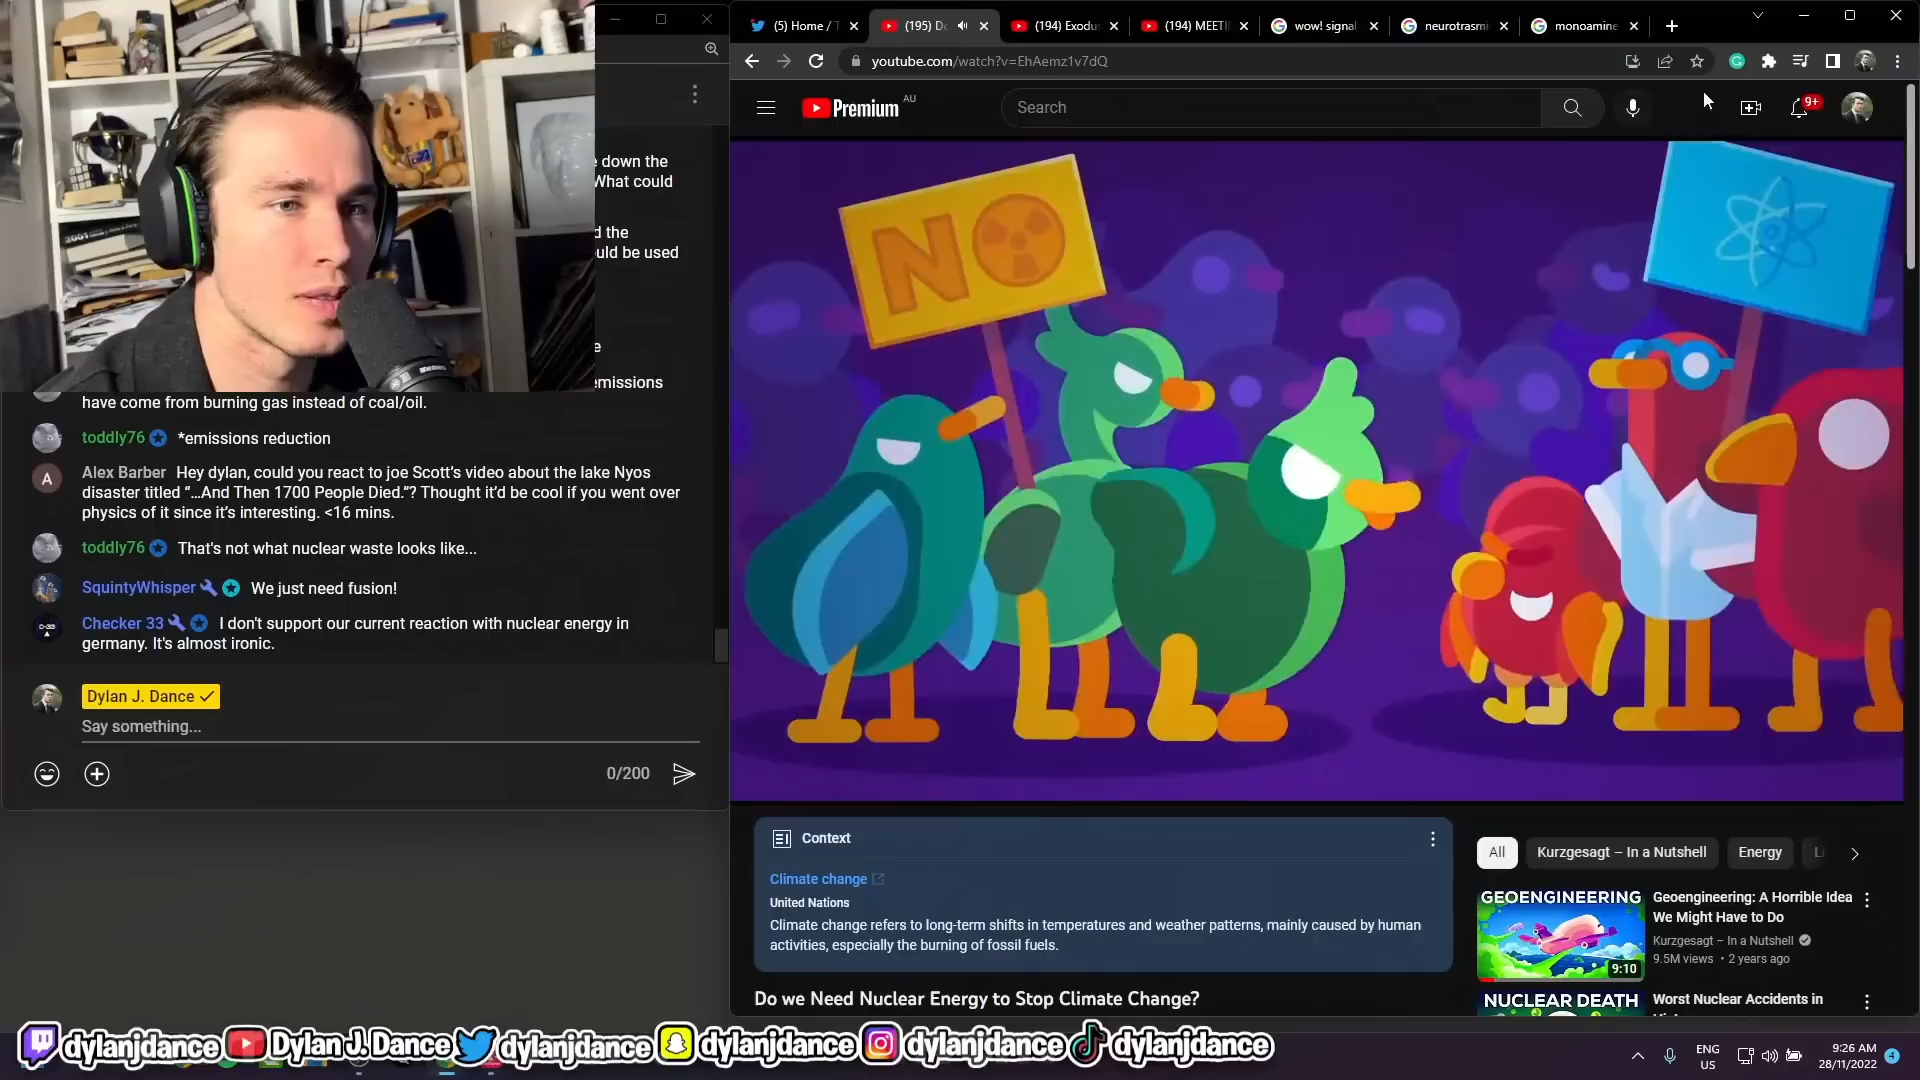 (5) Home / T
(195) Do
(194) Exodu
(194) MEETI
wow! signal
neurotrasmi
monoamine
youtube.com/watch?v=EhAemz1v7dQ
Premium AU
Search
9+
2001
e down the
What could
d the
uld be used
e
emissions
have come from burning gas instead of coal/oil.
toddly76 *emissions reduction
A
Alex Barber Hey dylan, could you react to joe Scott's video about the lake Nyos
disaster titled “...And Then 1700 People Died.”? Thought it'd be cool if you went over
physics of it since it's interesting. <16 mins.
toddly76 That's not what nuclear waste looks like...
SquintyWhisper We just need fusion!
C-33
Checker 33 I don't support our current reaction with nuclear energy in
germany. It's almost ironic.
Dylan J. Dance
Say something...
0/200
NO
Context
Climate change
United Nations
Climate change refers to long-term shifts in temperatures and weather patterns, mainly caused by human
activities, especially the burning of fossil fuels.
Do we Need Nuclear Energy to Stop Climate Change?
All
Kurzgesagt – In a Nutshell
Energy
GEOENGINEERING
9:10
Geoengineering: A Horrible Idea
We Might Have to Do
Kurzgesagt – In a Nutshell
9.5M views • 2 years ago
NUCLEAR DEATH
Worst Nuclear Accidents in
dylanjdance
Dylan J. Dance
dylanjdance
dylanjdance
dylanjdance
dylanjdance
ENG
US
9:26 AM
28/11/2022
4